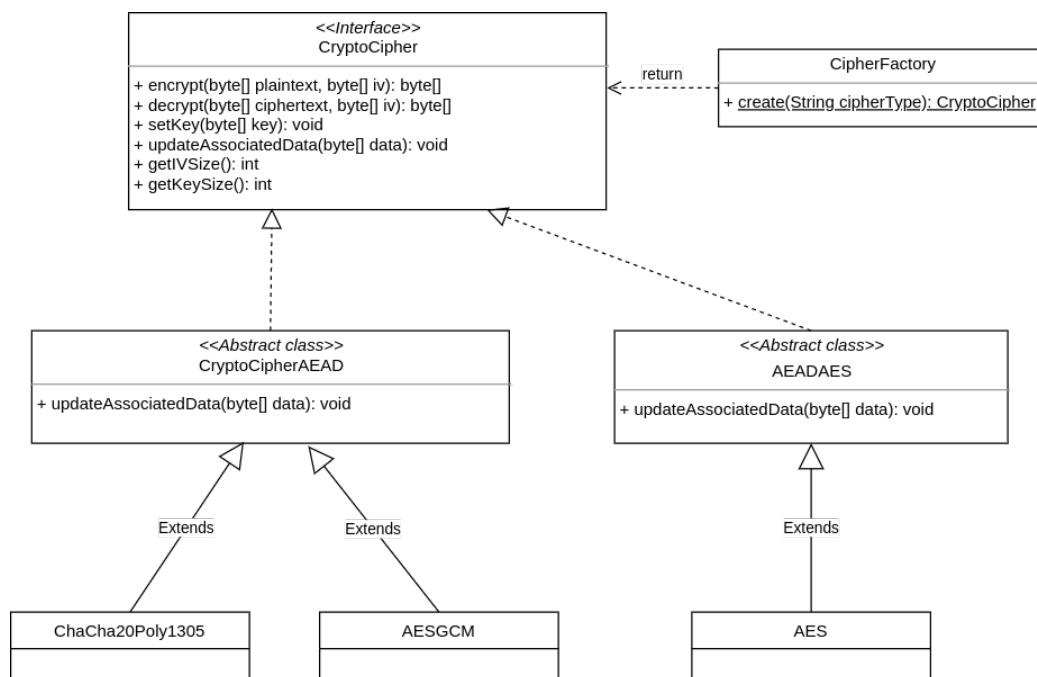 <<Interface>>
CryptoCipher
+ encrypt(byte[] plaintext, byte[] iv): byte[]
+ decrypt(byte[] ciphertext, byte[] iv): byte[]
+ setKey(byte[] key): void
+ updateAssociatedData(byte[] data): void
+ getIVSize(): int
+ getKeySize(): int
return
CipherFactory
+ create(String cipherType): CryptoCipher
<<Abstract class>>
CryptoCipherAEAD
+ updateAssociatedData(byte[] data): void
<<Abstract class>>
AEADAES
+ updateAssociatedData(byte[] data): void
Extends
Extends
Extends
ChaCha20Poly1305
AESGCM
AES